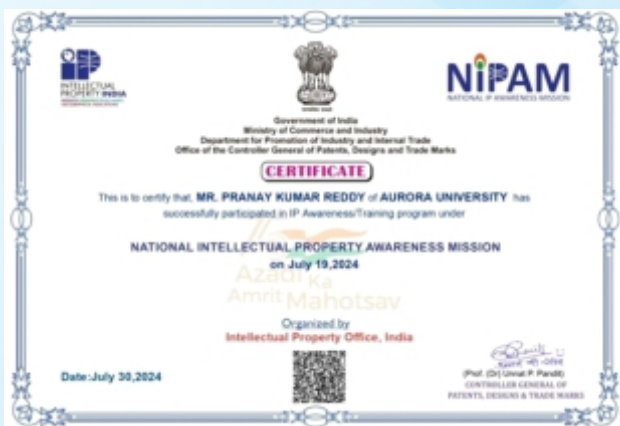 iP
INTELLECTUAL
PROPERTY INDIA
NiPAM
NATIONAL IP AWARENESS MISSION
Government of India
Ministry of Commerce and Industry
Department for Promotion of Industry and Internal Trade
Office of the Controller General of Patents, Designs and Trade Marks
CERTIFICATE
This is to certify that, MR. PRANAY KUMAR REDDY of AURORA UNIVERSITY has
successfully participated in IP Awareness/Training program under
NATIONAL INTELLECTUAL PROPERTY AWARENESS MISSION
on July 19,2024
Azadi Ka
Amrit Mahotsav
Organized by
Intellectual Property Office, India
Date:July 30,2024
(Prof. (Dr) Unnat P. Pandit)
CONTROLLER GENERAL OF
PATENTS, DESIGNS & TRADE MARKS